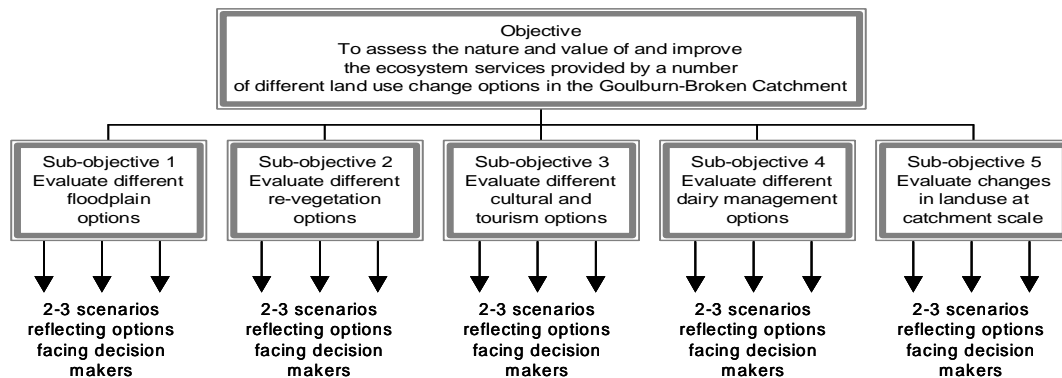 Objective
To assess the nature and value of and improve
the ecosystem services provided by a number
of different land use change options in the Goulburn-Broken Catchment
Sub-objective 1
Evaluate different
floodplain
options
Sub-objective 2
Evaluate different
re-vegetation
options
Sub-objective 3
Evaluate different
cultural and
tourism options
Sub-objective 4
Evaluate different
dairy management
options
Sub-objective 5
Evaluate changes
in landuse at
catchment scale
2-3 scenarios
reflecting options
facing decision
makers
2-3 scenarios
reflecting options
facing decision
makers
2-3 scenarios
reflecting options
facing decision
makers
2-3 scenarios
reflecting options
facing decision
makers
2-3 scenarios
reflecting options
facing decision
makers